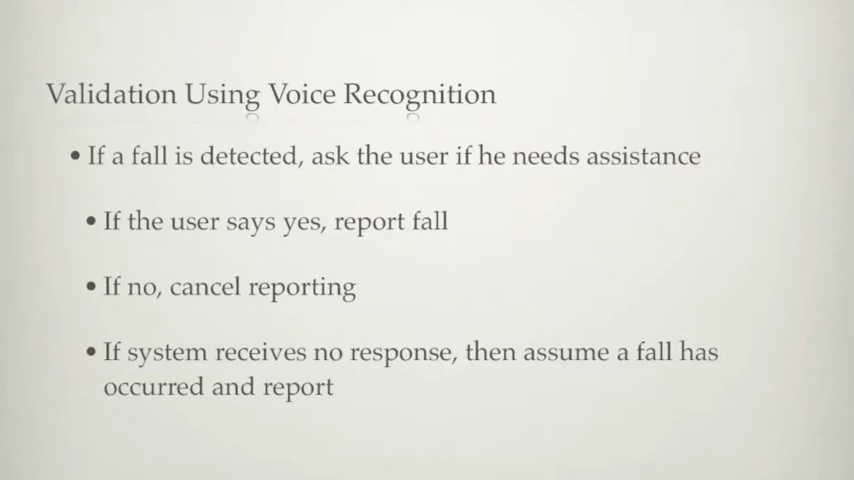 Validation Using Voice Recognition
• If a fall is detected, ask the user if he needs assistance
• If the user says yes, report fall
• If no, cancel reporting
• If system receives no response, then assume a fall has
occurred and report